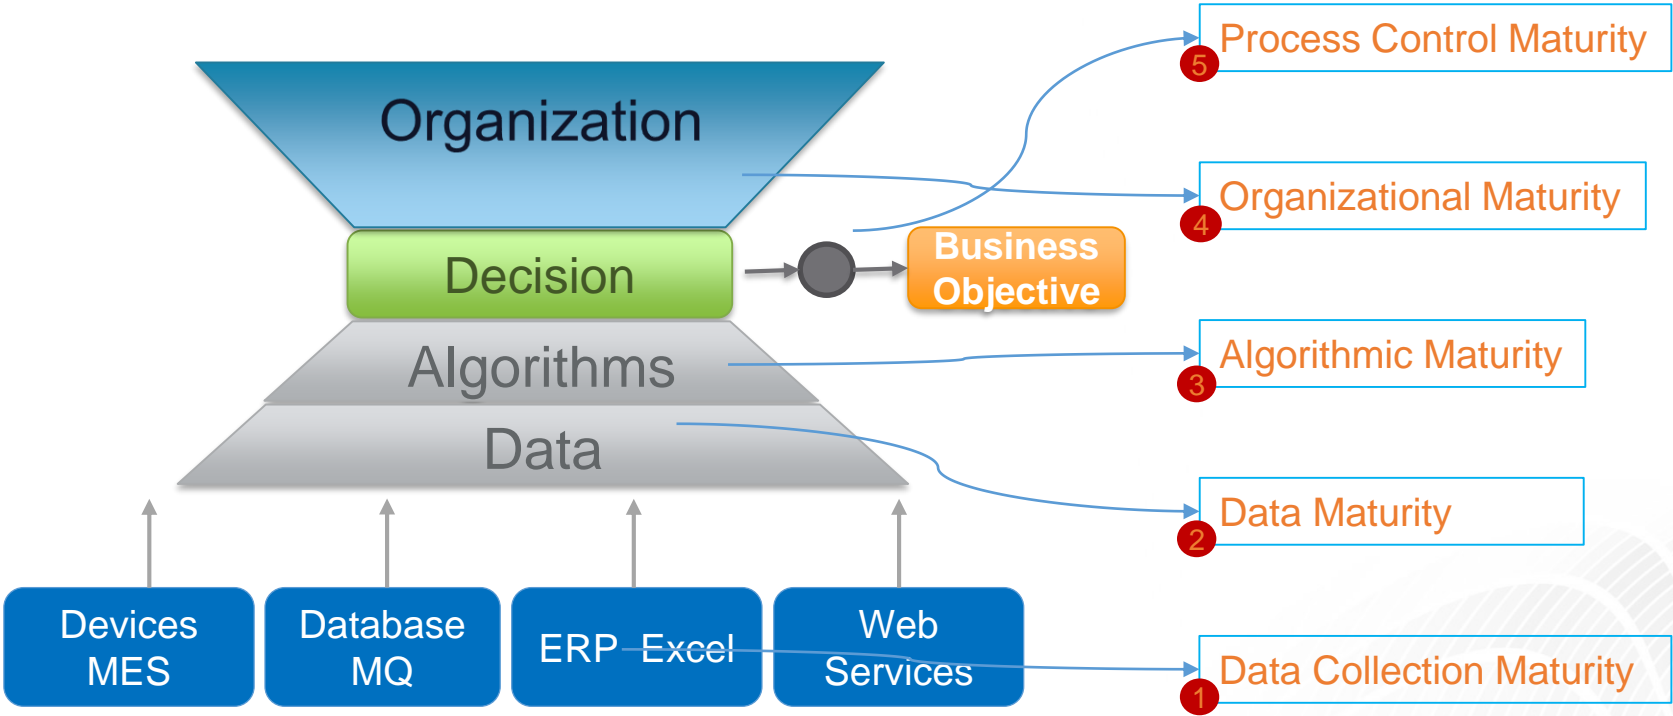 Process Control Maturity
5
Organization
Organizational Maturity
4
Decision
Business
Objective
Algorithms
Algorithmic Maturity
3
Data
Data Maturity
2
Devices
MES
Database
MQ
ERP Excel
Web
Services
Data Collection Maturity
1